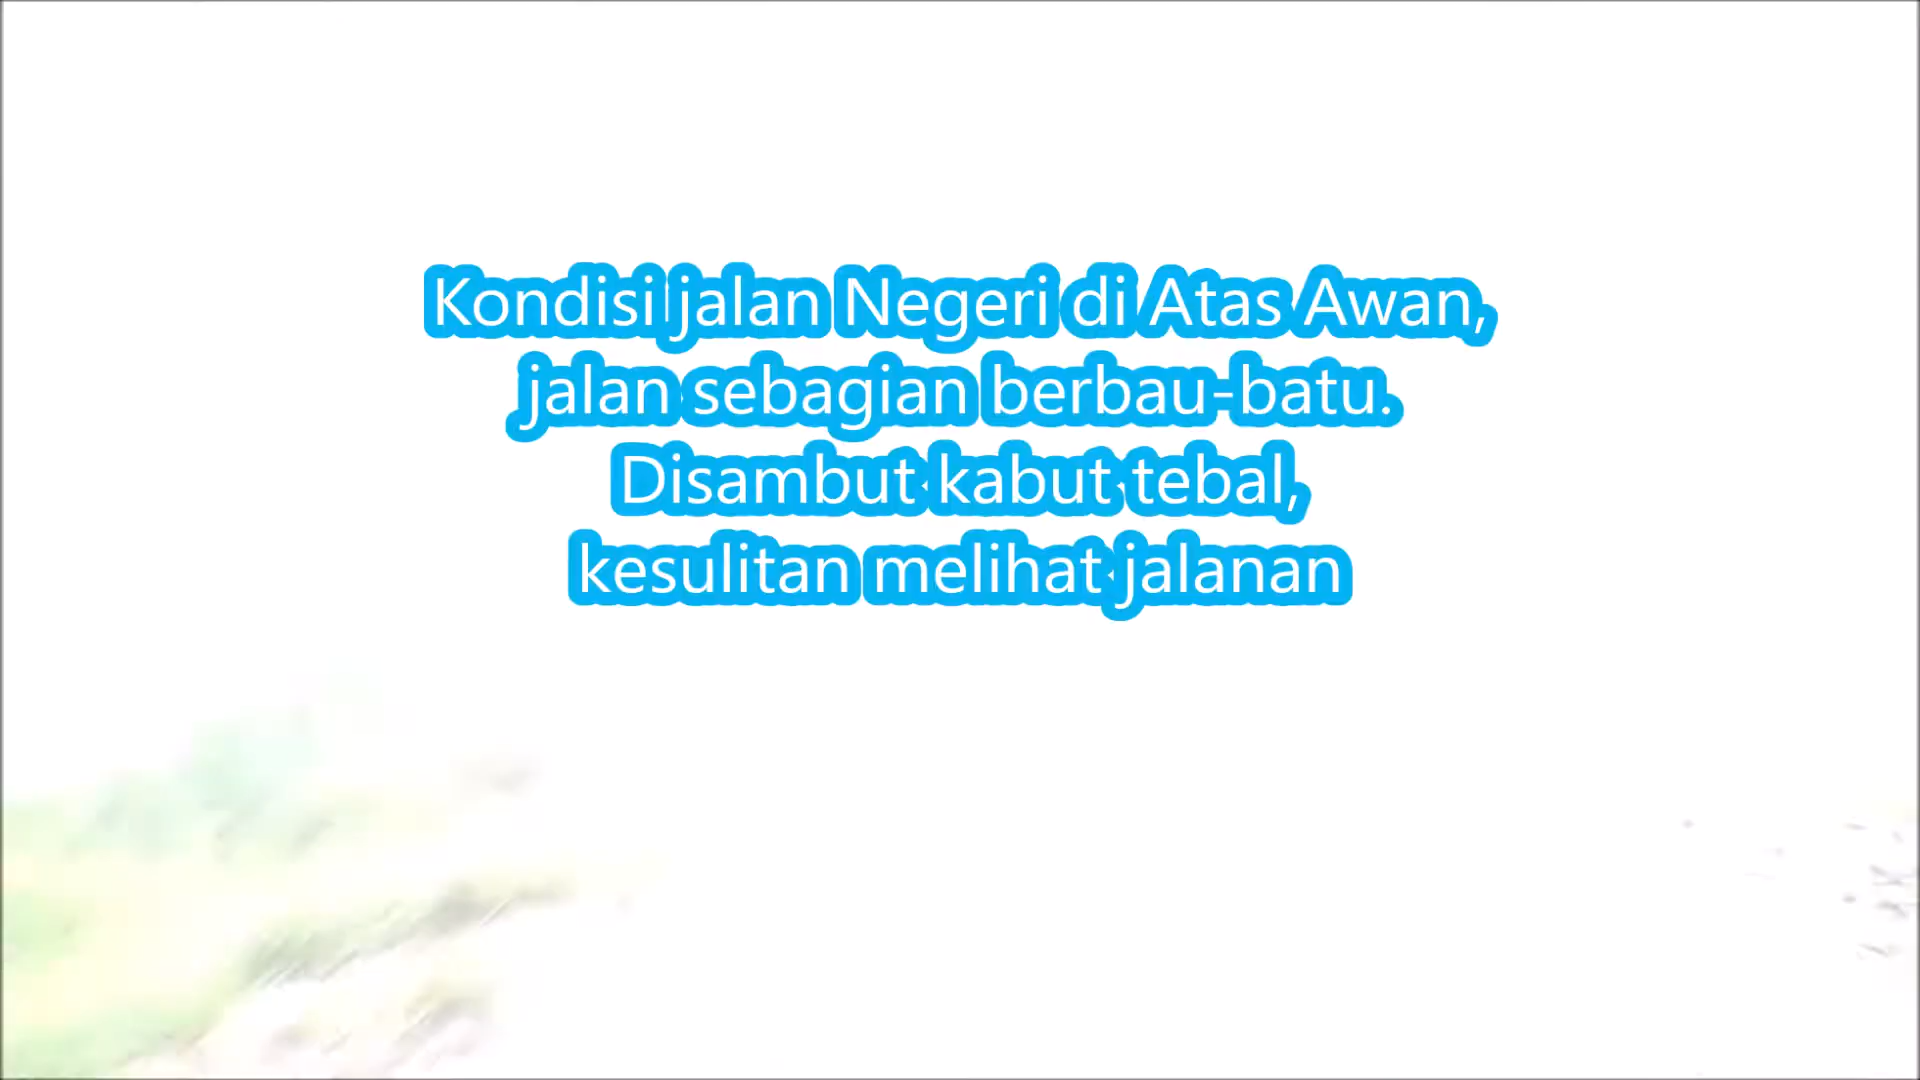 Kondisi jalan Negeri di Atas Awan,
jalan sebagian berbau-batu.
Disambut kabut tebal,
kesulitan melihat jalanan